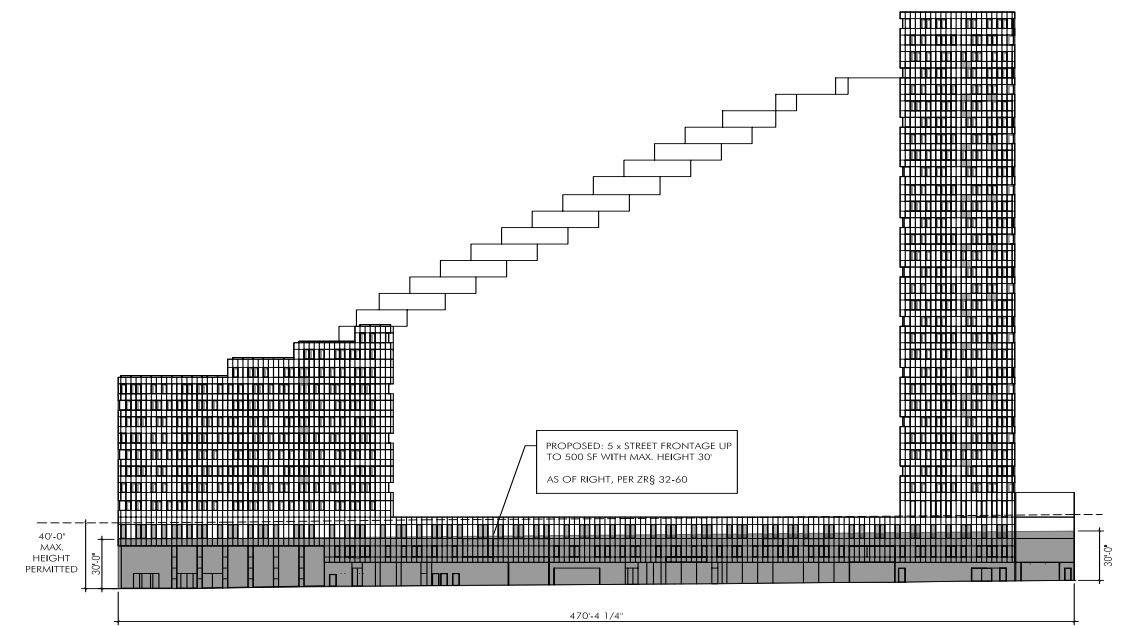 PROPOSED: 5 x STREET FRONTAGE UP
TO 500 SF WITH MAX. HEIGHT 30'
AS OF RIGHT, PER ZR§ 32-60
40'-0"
MAX.
HEIGHT
PERMITTED
30'-0"
30'-0"
470'-4 1/4"